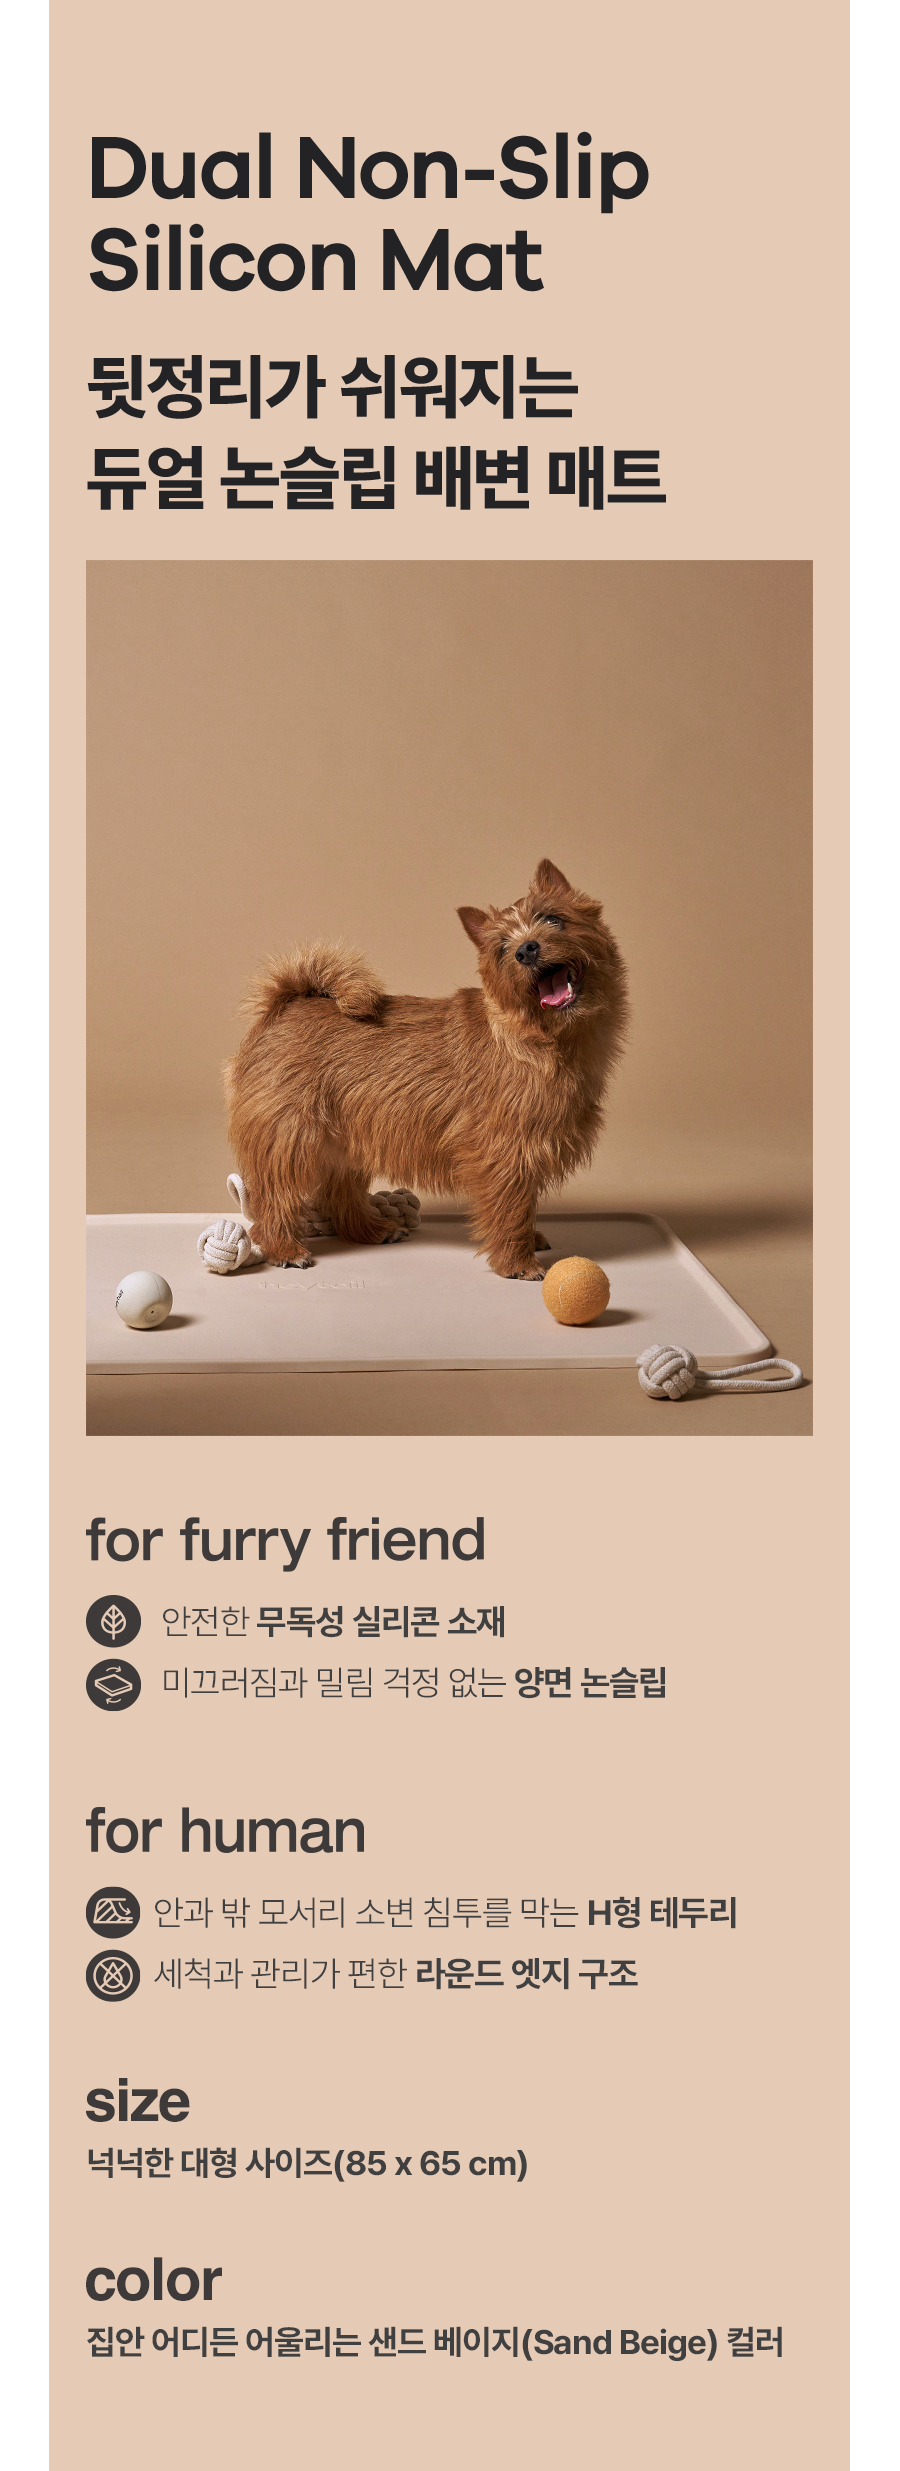 Dual Non-Slip
Silicon Mat
뒷정리가 쉬워지는
듀얼 논슬립 배변 매트
for furry friend
안전한 무독성 실리콘 소재
미끄러짐과 밀림 걱정 없는 양면 논슬립
for human
안과 밖 모서리 소변 침투를 막는 H형 테두리
세척과 관리가 편한 라운드 엣지 구조
size
넉넉한 대형 사이즈(85 x 65 cm)
color
집안 어디든 어울리는 샌드 베이지(Sand Beige) 컬러